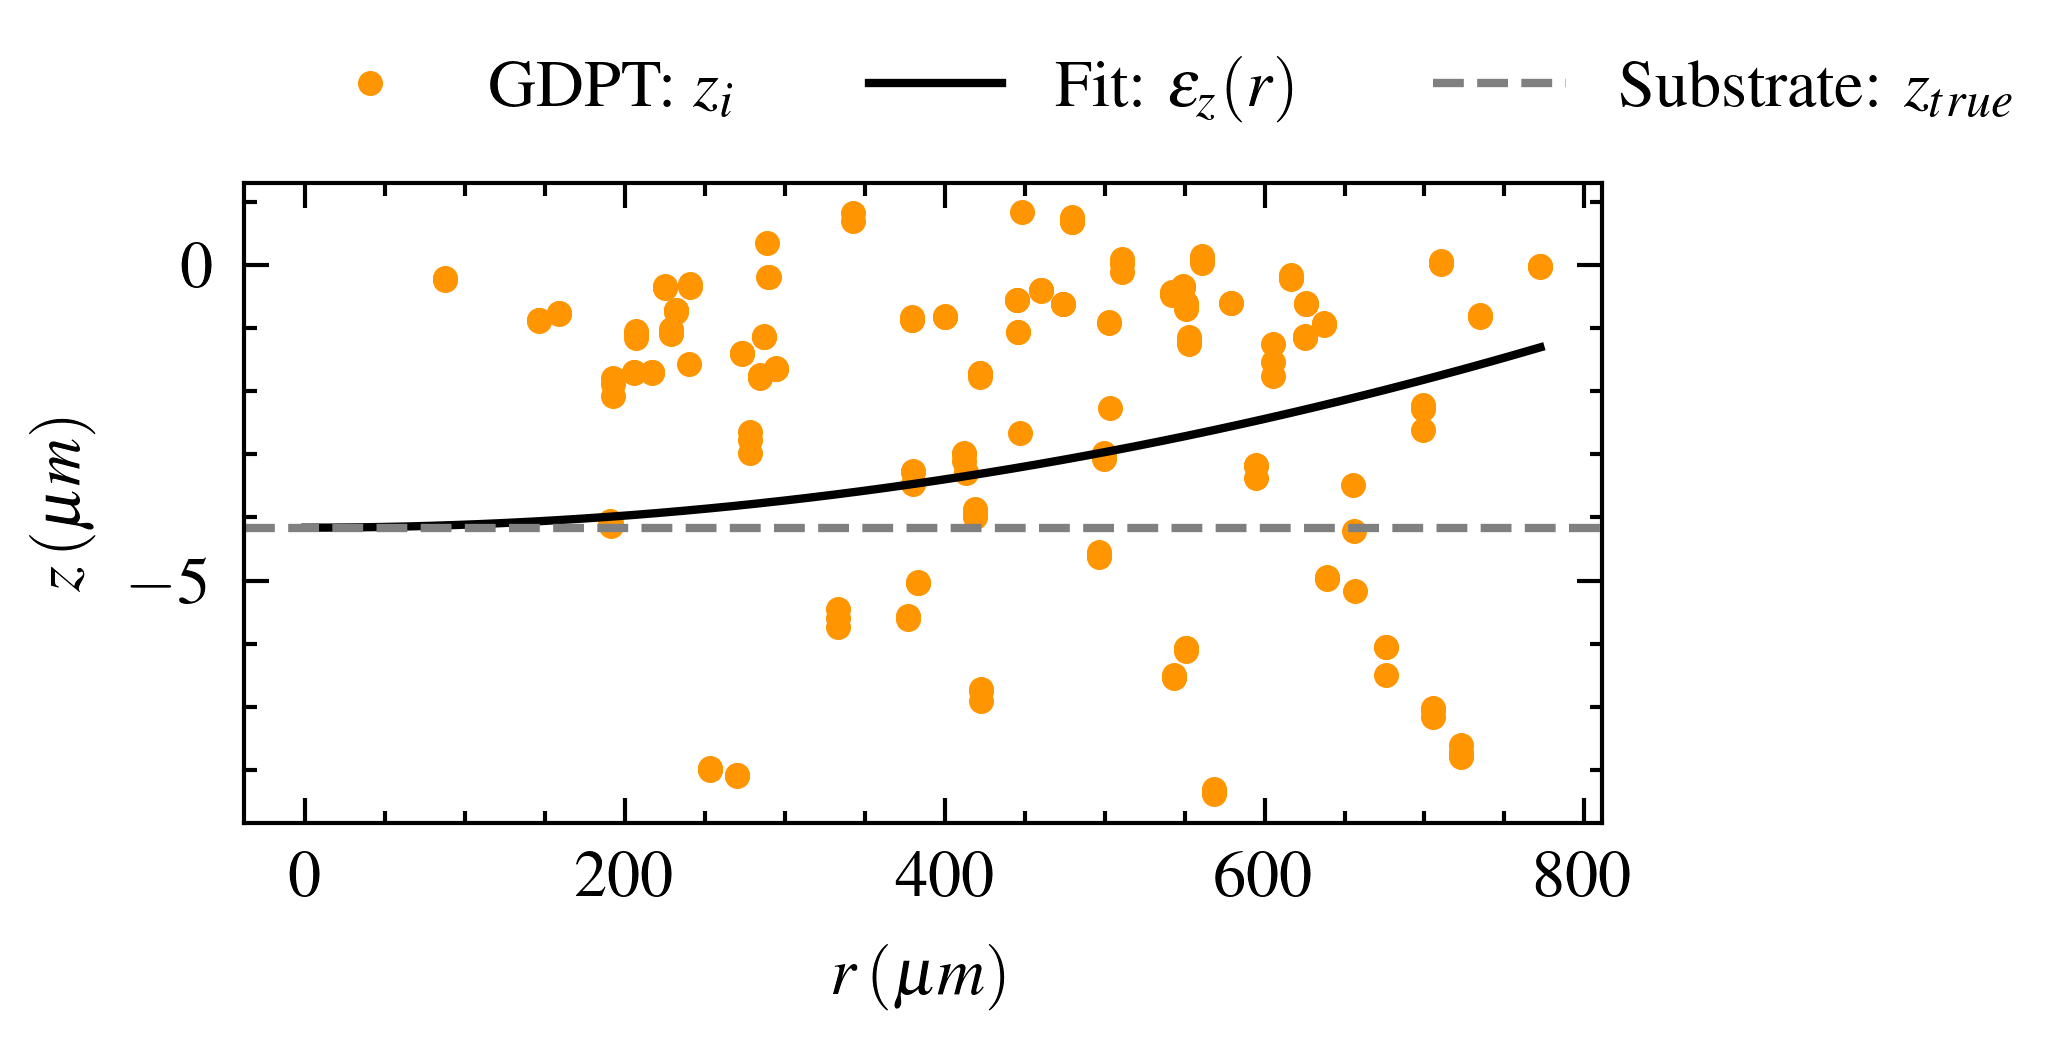 GDPT: z_i Fit: ε_z(r) Substrate: z_true
0
−5
z (μm)
0 200 400 600 800
r (μm)